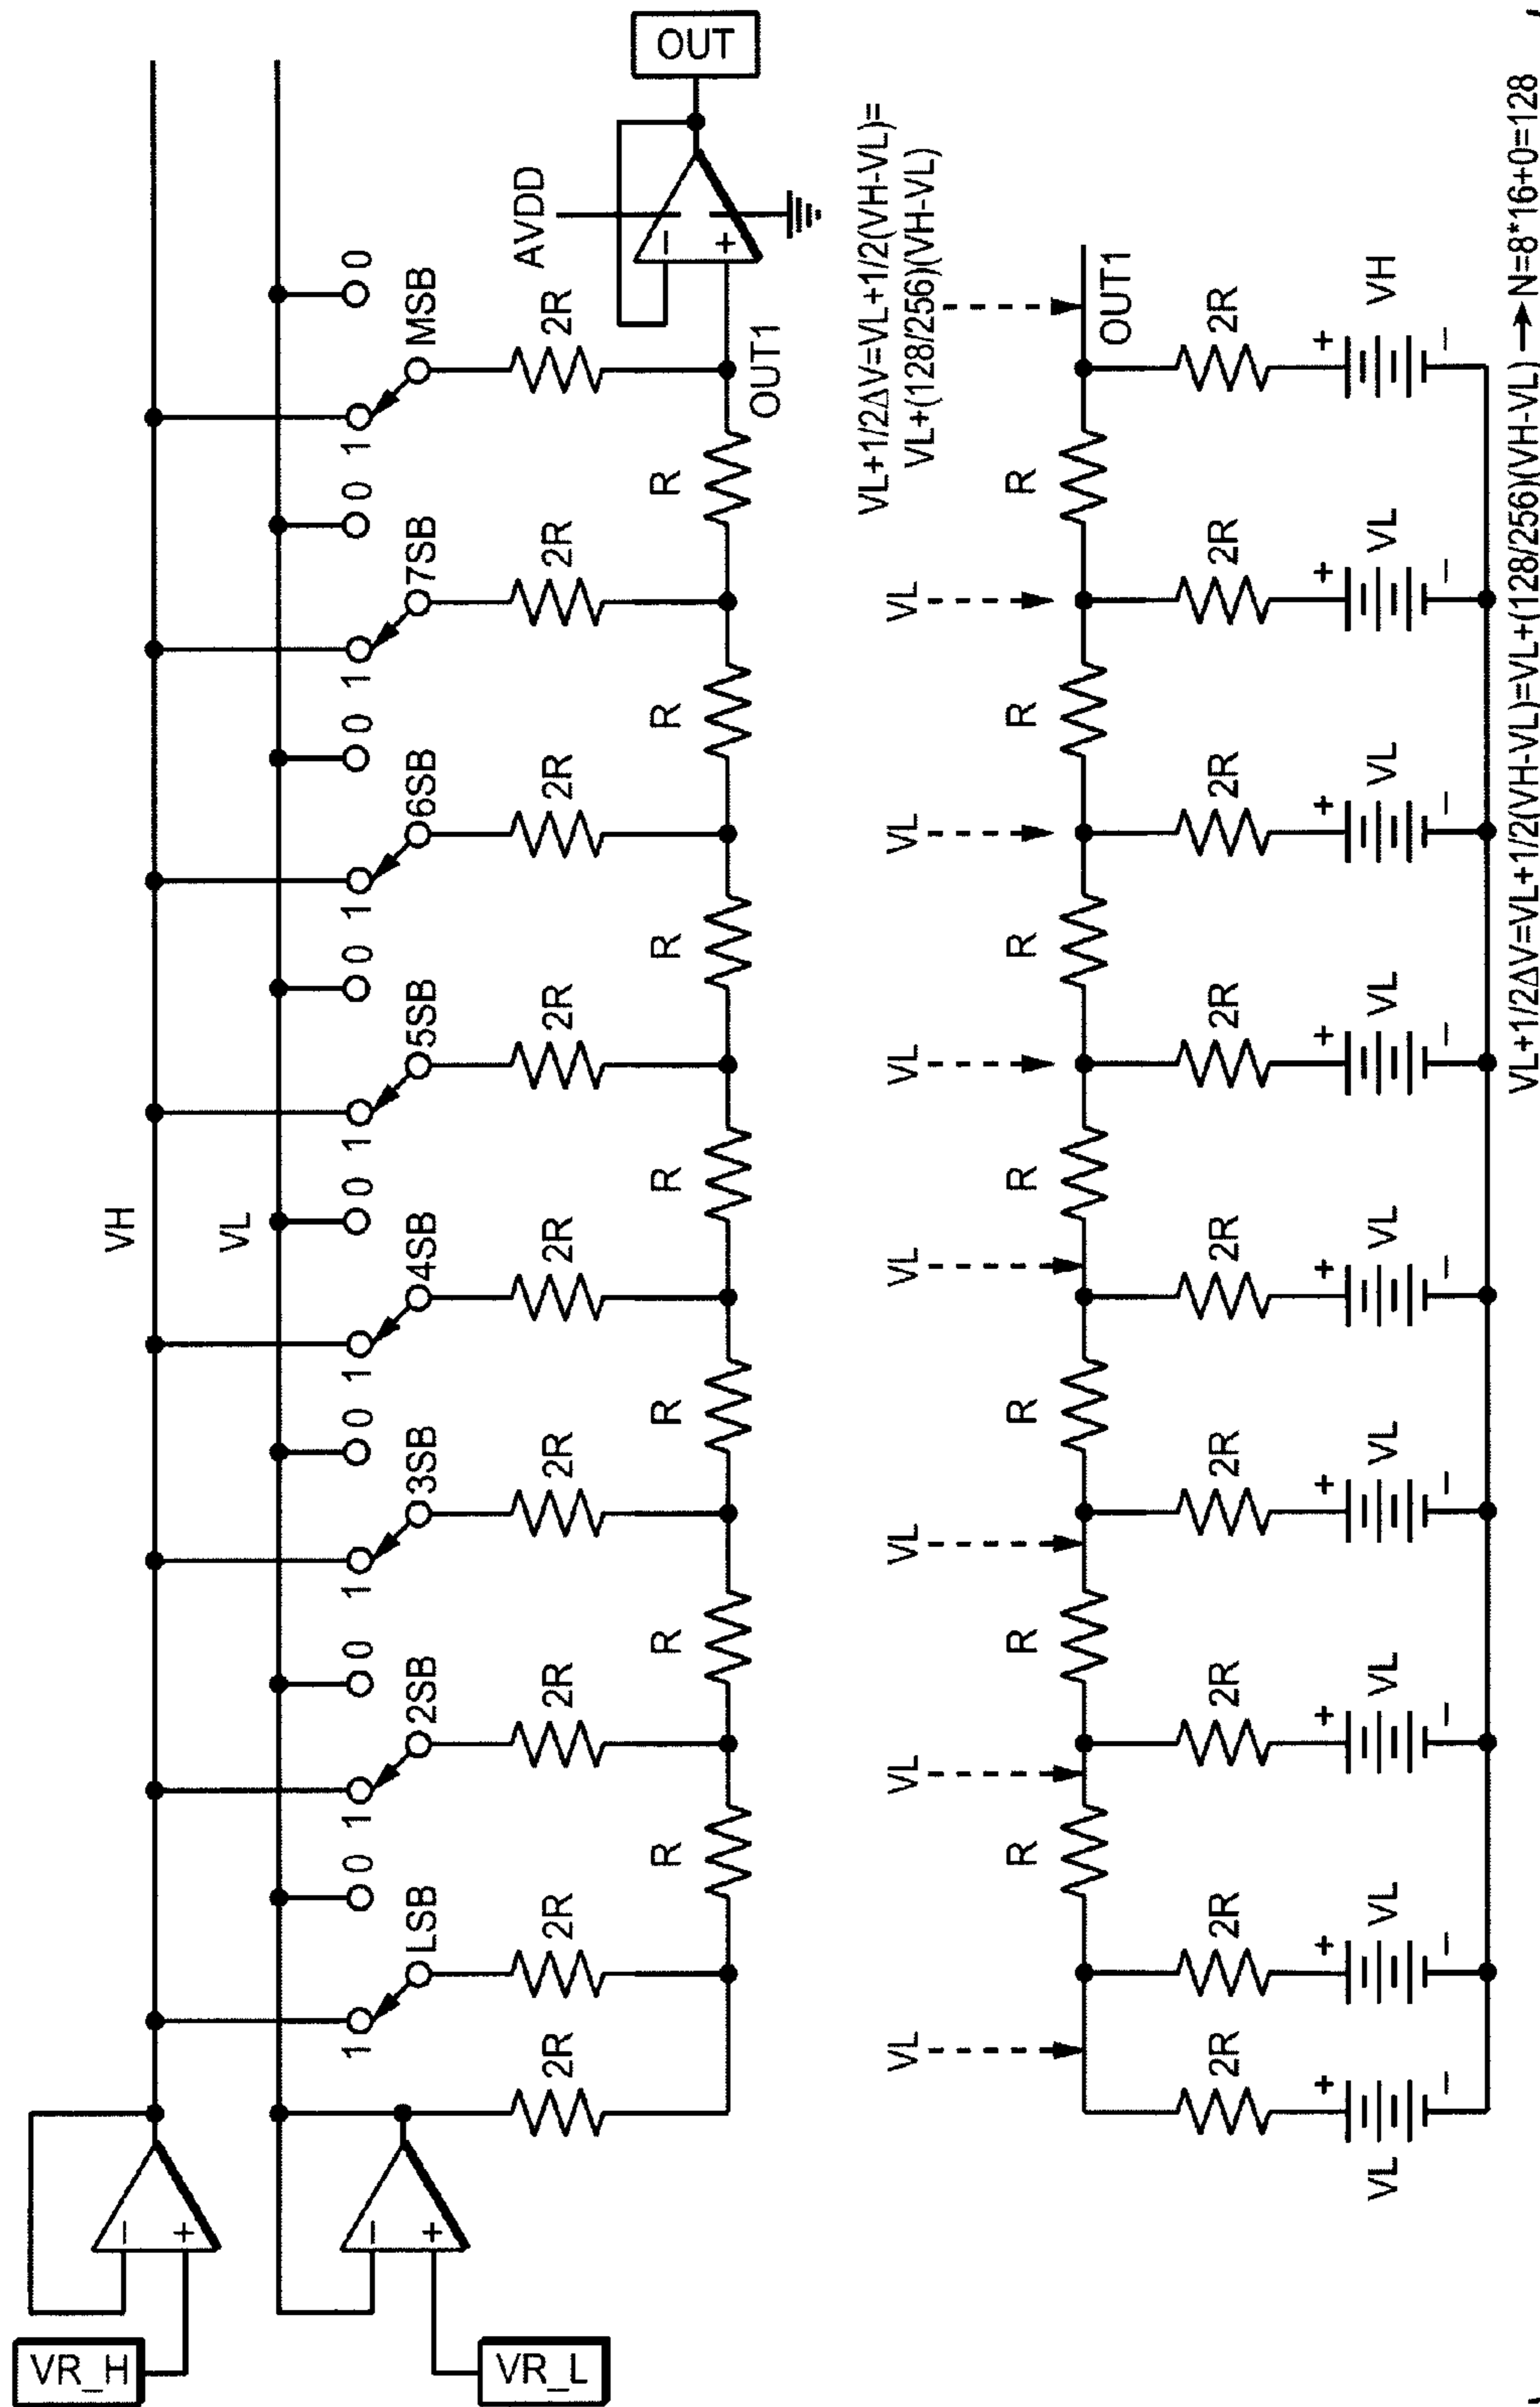 VH
VL
VR_H
VR_L
− + − +
1 0 1 0 1 0 1 0 1 0 1 0 1 0 1 0
LSB 2SB 3SB 4SB 5SB 6SB 7SB MSB
2R 2R 2R 2R 2R 2R 2R 2R 2R
R R R R R R R
AVDD
− +
OUT
OUT1
VL+1/2ΔV=VL+1/2(VH-VL)=
VL+(128/256)(VH-VL)
VL VL VL VL VL VL VL
R R R R R R R
OUT1
2R 2R 2R 2R 2R 2R 2R 2R 2R
+ + + + + + + + +
VL VL VL VL VL VL VL VL VH
− − − − − − − − −
VL+1/2ΔV=VL+1/2(VH-VL)=VL+(128/256)(VH-VL) → N=8*16+0=128